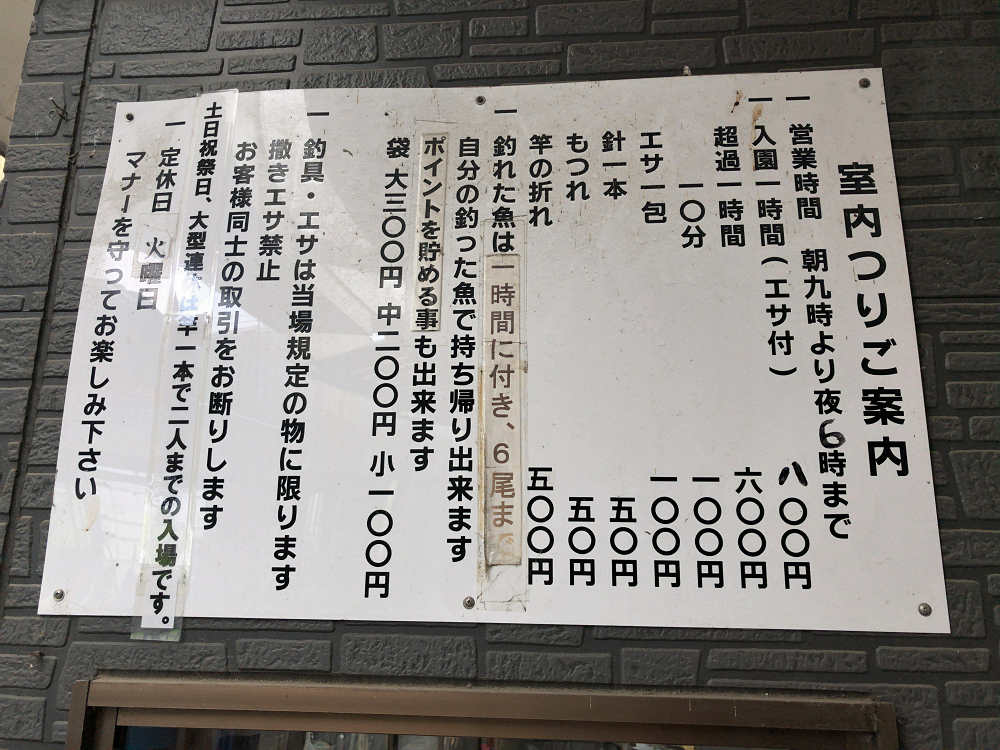 室内つりご案内
一 営業時間 朝九時より夜6時まで
一 入園一時間(エサ付) 八〇〇円
超過一時間 六〇〇円
一〇分 一〇〇円
エサ一包 一〇〇円
針一本 五〇円
もつれ 五〇円
竿の折れ 五〇〇円
一 釣れた魚は一時間に付き、6尾まで
自分の釣った魚で持ち帰り出来ます
ポイントを貯める事も出来ます
袋 大三〇〇円 中二〇〇円 小一〇〇円
一 釣具・エサは当場規定の物に限ります
撒きエサ禁止
お客様同士の取引をお断りします
土日祝祭日、大型連休は竿一本で二人までの入場です。
一 定休日 火曜日
マナーを守ってお楽しみ下さい